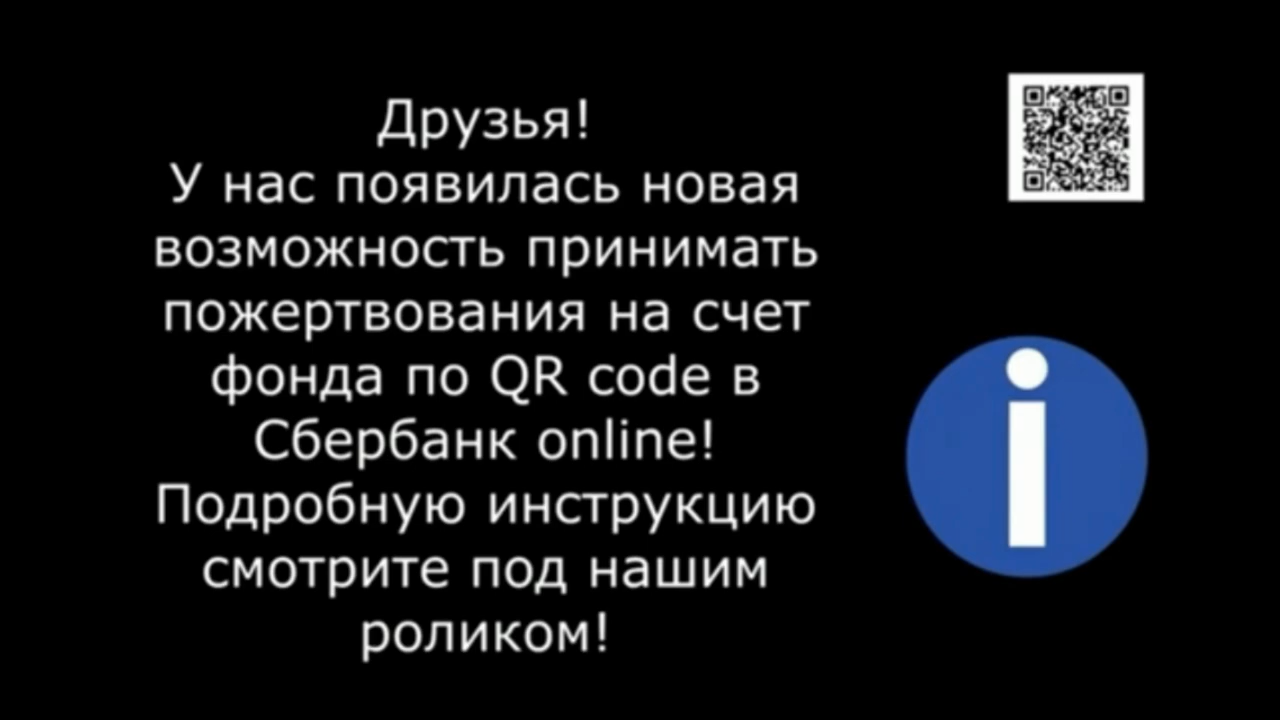 Друзья!
У нас появилась новая
возможность принимать
пожертвования на счет
фонда по QR code в
Сбербанк online!
Подробную инструкцию
смотрите под нашим
роликом!